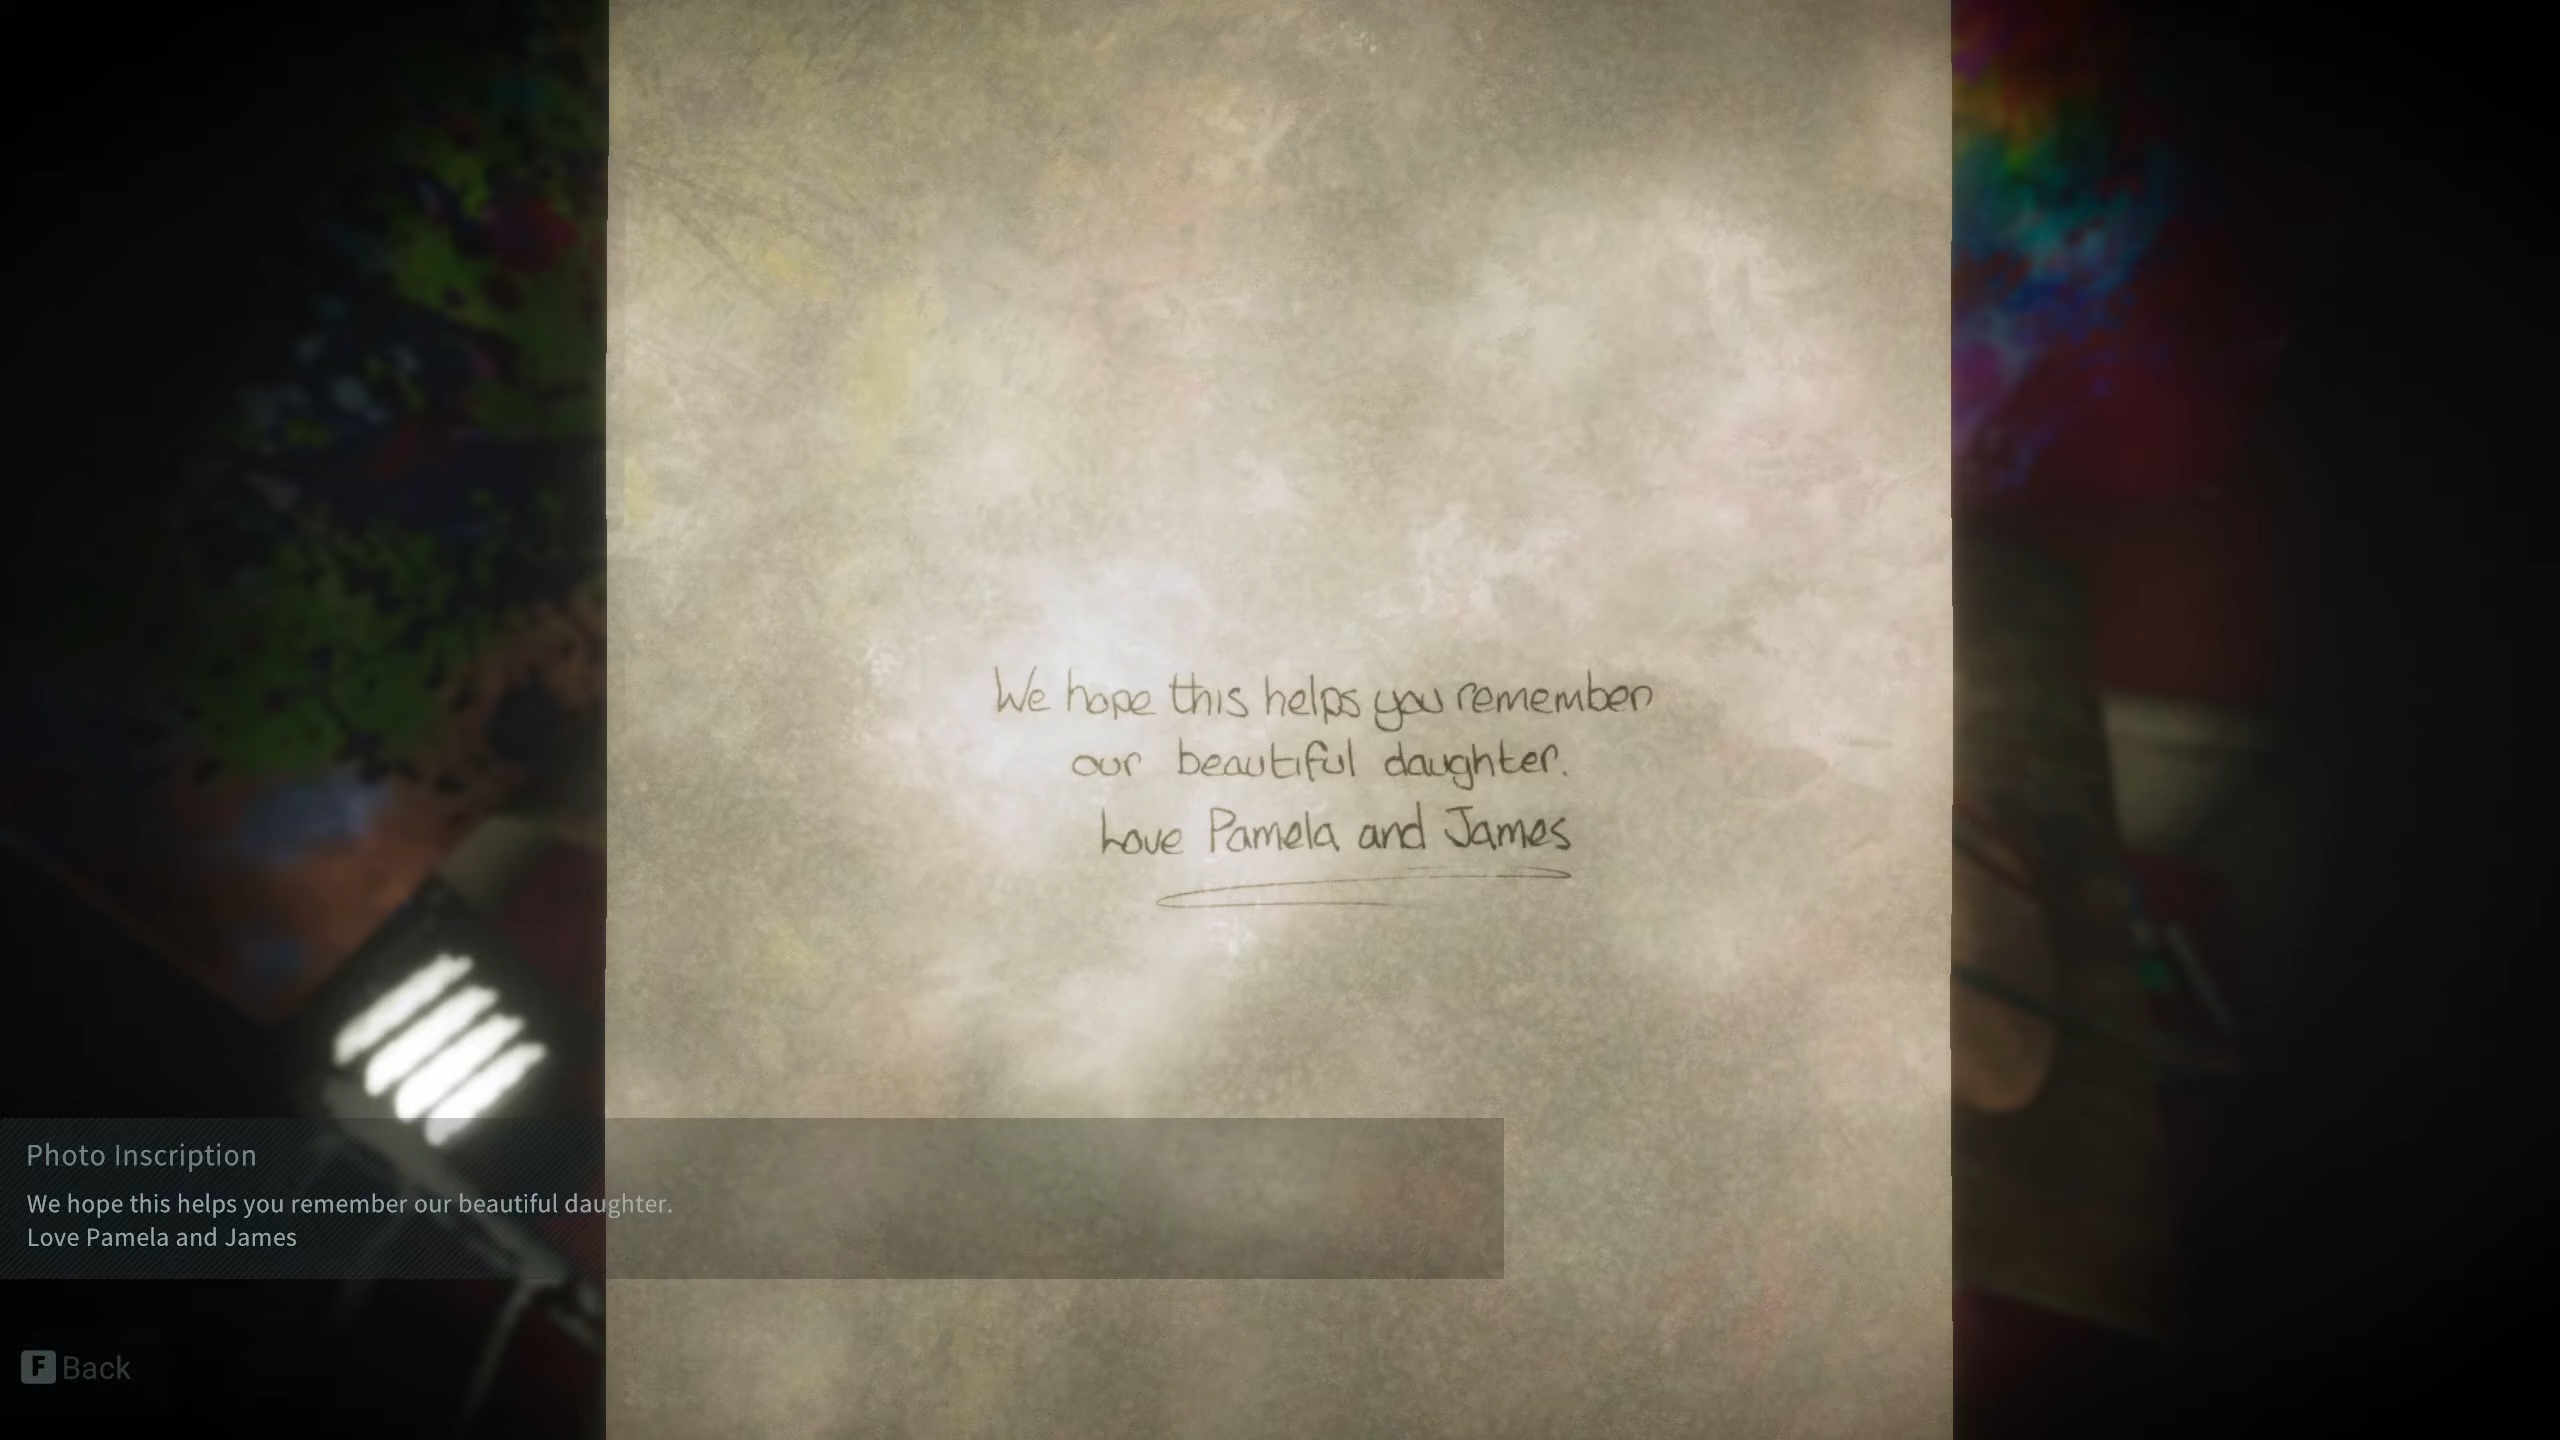 We hope this helps you remember
our beautiful daughter.
Love Pamela and James
Photo Inscription
We hope this helps you remember our beautiful daughter.
Love Pamela and James
F Back